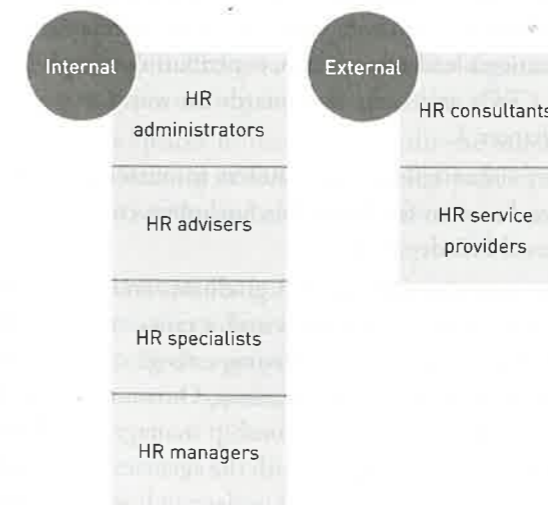 Internal
HR
administrators
HR advisers
HR specialists
HR managers
External
HR consultants
HR service
providers